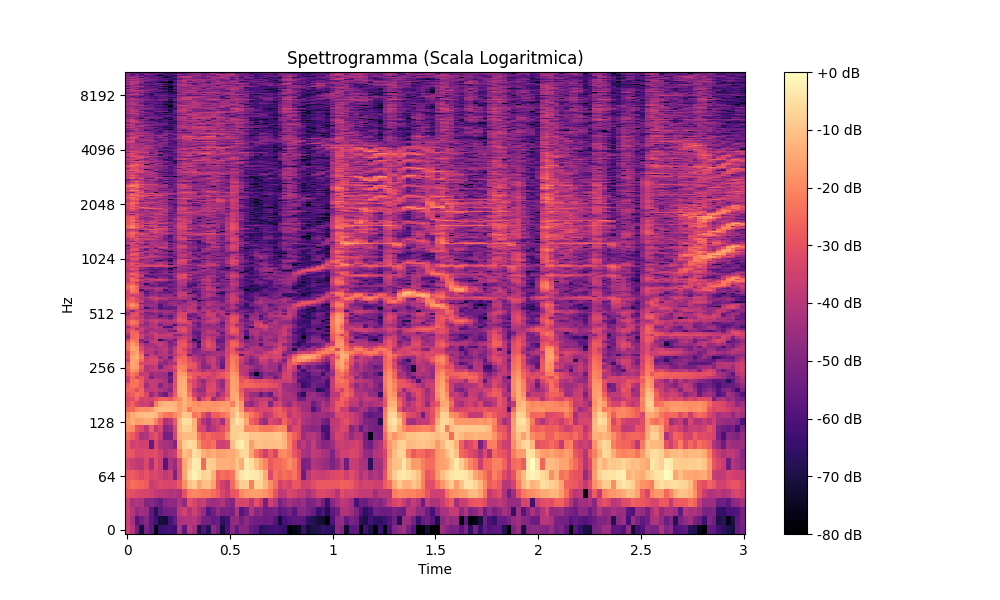 Spettrogramma (Scala Logaritmica)
Hz
8192
4096
2048
1024
512
256
128
64
0
0
0.5
1
1.5
2
2.5
3
Time
+0 dB
-10 dB
-20 dB
-30 dB
-40 dB
-50 dB
-60 dB
-70 dB
-80 dB